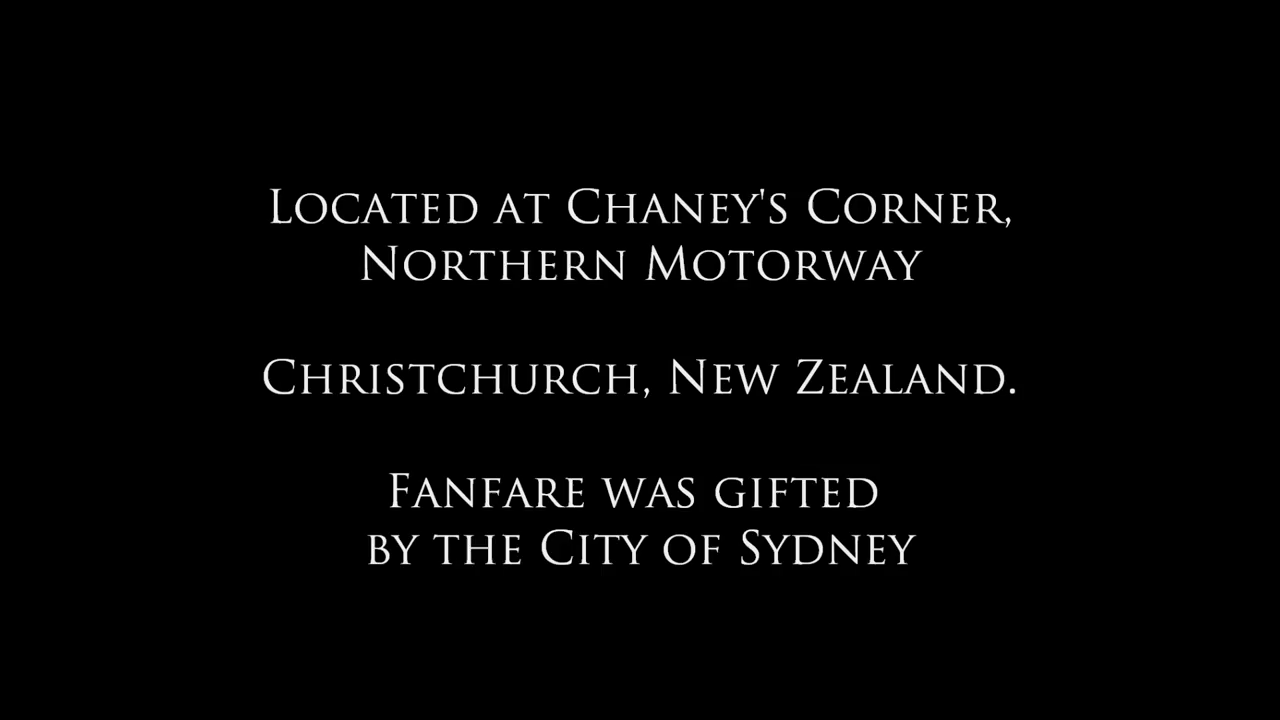 Located at Chaney's Corner,
Northern Motorway
Christchurch, New Zealand.
Fanfare was gifted
by the City of Sydney